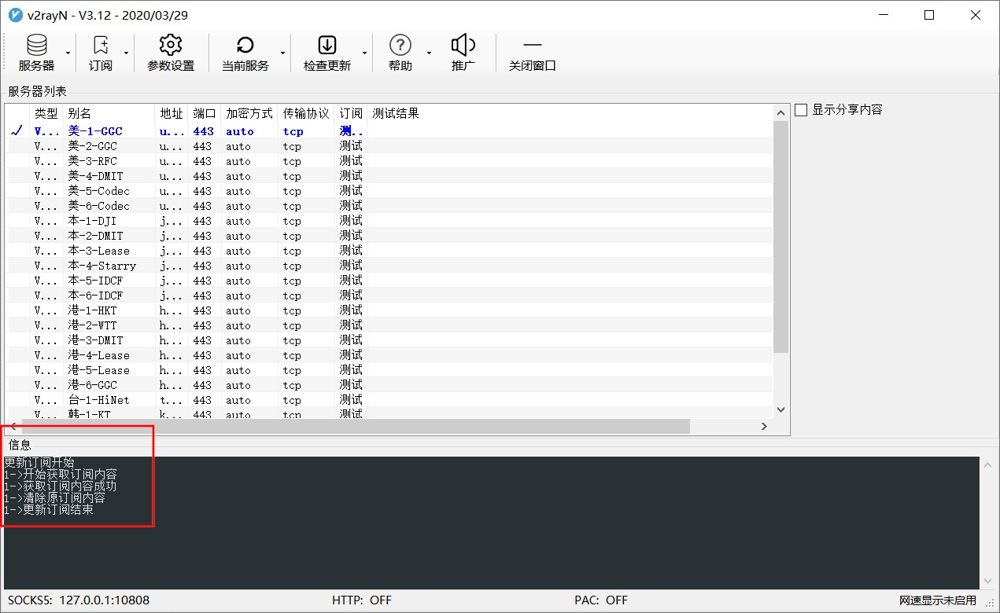 v2rayN - V3.12 - 2020/03/29
服务器 订阅 参数设置 当前服务 检查更新 帮助 推广 关闭窗口
服务器列表
显示分享内容
类型 别名 地址 端口 加密方式 传输协议 订阅 测试结果
V... 美-1-GGC u... 443 auto tcp 测..
V... 美-2-GGC u... 443 auto tcp 测试
V... 美-3-RFC u... 443 auto tcp 测试
V... 美-4-DMIT u... 443 auto tcp 测试
V... 美-5-Codec u... 443 auto tcp 测试
V... 美-6-Codec u... 443 auto tcp 测试
V... 本-1-DJI j... 443 auto tcp 测试
V... 本-2-DMIT j... 443 auto tcp 测试
V... 本-3-Lease j... 443 auto tcp 测试
V... 本-4-Starry j... 443 auto tcp 测试
V... 本-5-IDCF j... 443 auto tcp 测试
V... 本-6-IDCF j... 443 auto tcp 测试
V... 港-1-HKT h... 443 auto tcp 测试
V... 港-2-WTT h... 443 auto tcp 测试
V... 港-3-DMIT h... 443 auto tcp 测试
V... 港-4-Lease h... 443 auto tcp 测试
V... 港-5-Lease h... 443 auto tcp 测试
V... 港-6-GGC h... 443 auto tcp 测试
V... 台-1-HiNet t... 443 auto tcp 测试
V... 韩-1-KT k... 443 auto tcp 测试
信息
更新订阅开始
1->开始获取订阅内容
1->获取订阅内容成功
1->清除原订阅内容
1->更新订阅结束
SOCKS5: 127.0.0.1:10808 HTTP: OFF PAC: OFF 网速显示未启用